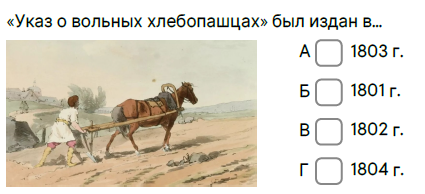 «Указ о вольных хлебопашцах» был издан в...
А 1803 г.
Б 1801 г.
В 1802 г.
Г 1804 г.